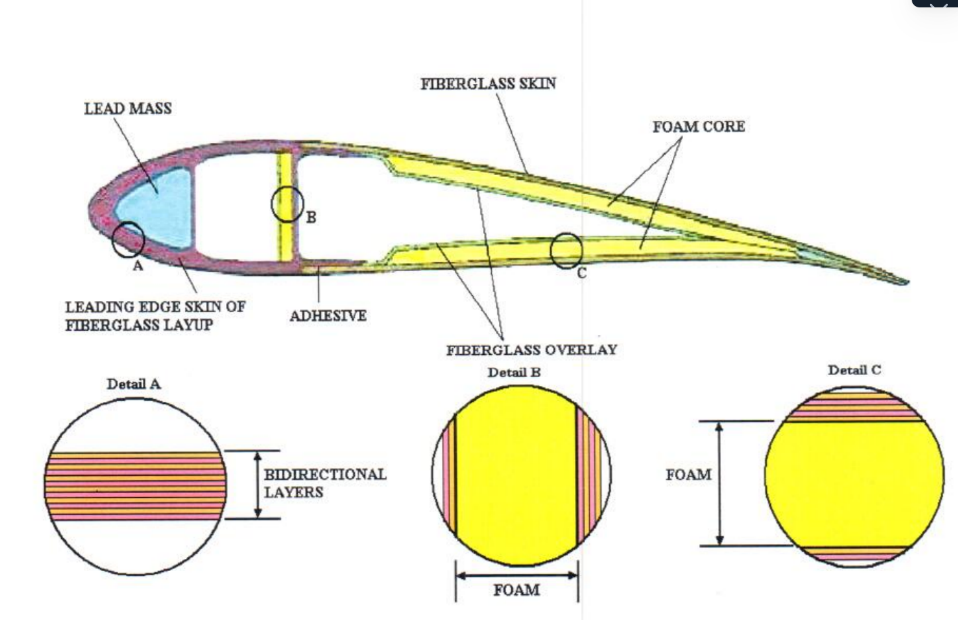 FIBERGLASS SKIN
LEAD MASS
FOAM CORE
B
A
C
LEADING EDGE SKIN OF
FIBERGLASS LAYUP
ADHESIVE
FIBERGLASS OVERLAY
Detail A
Detail B
Detail C
BIDIRECTIONAL
LAYERS
FOAM
FOAM